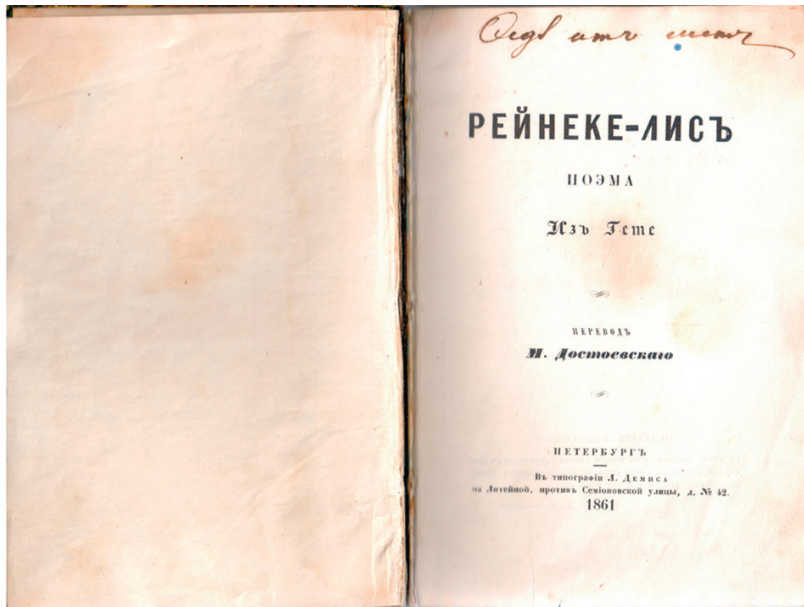 РЕЙНЕКЕ-ЛИСЪ
ПОЭМА
Изъ Гете
ПЕРЕВОДЪ
М. Достоевскаго
ПЕТЕРБУРГЪ
Въ типографіи Л. Демиса
на Литейной, противъ Семіоновской улицы, д. № 42.
1861